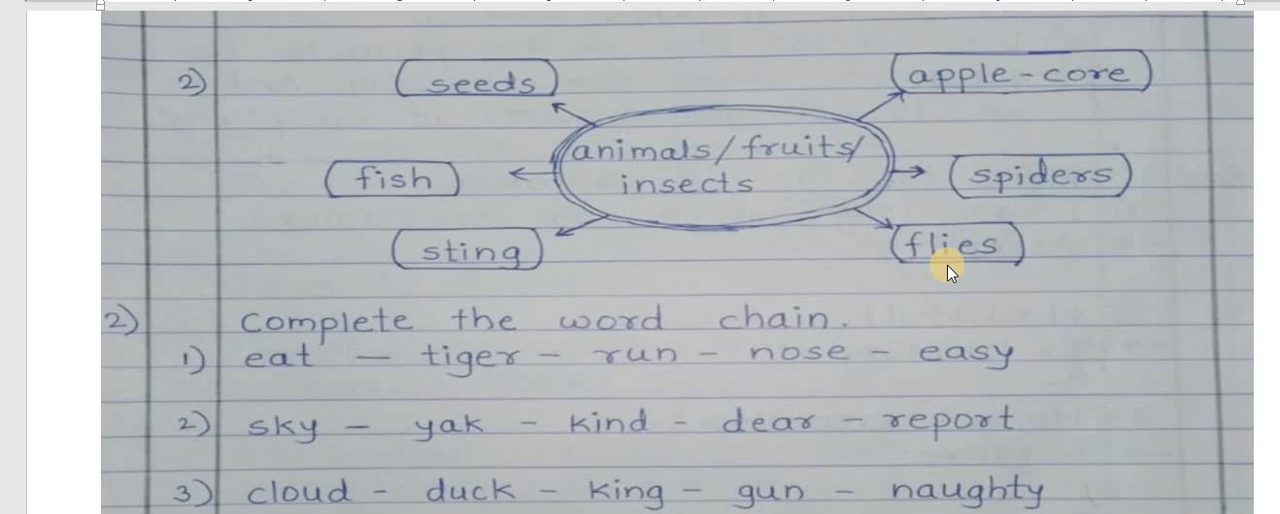 2)
seeds
apple-core
animals/fruits/
insects
fish
spiders
sting
flies
2) Complete the word chain.
1) eat – tiger – run – nose – easy
2) sky – yak – kind – dear – report
3) cloud – duck – king – gun – naughty